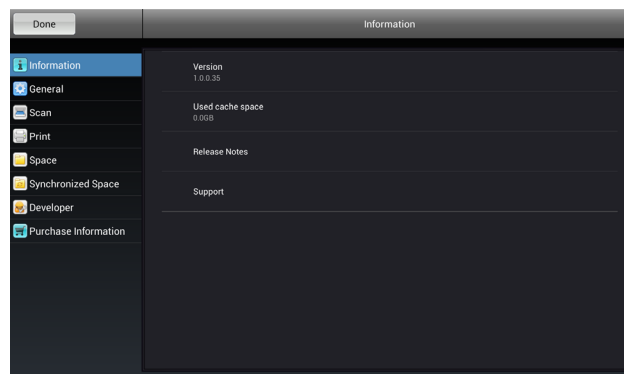 Done
Information
Information
General
Scan
Print
Space
Synchronized Space
Developer
Purchase Information
Version
1.0.0.35
Used cache space
0.0GB
Release Notes
Support